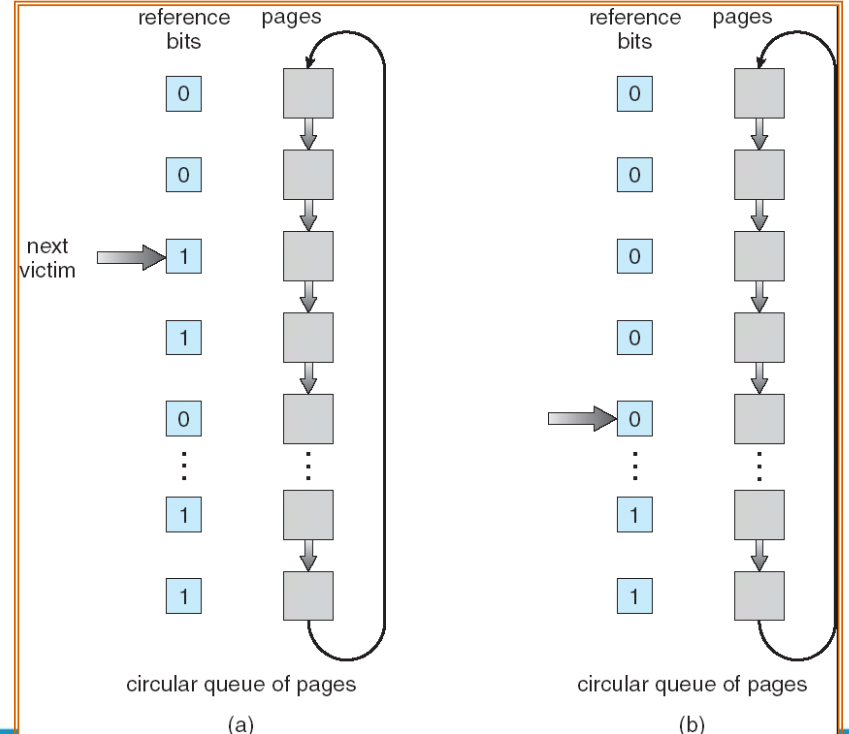 reference pages
bits
0
0
next
victim
1
1
0
1
1
circular queue of pages
(a)
reference pages
bits
0
0
0
0
0
1
1
circular queue of pages
(b)